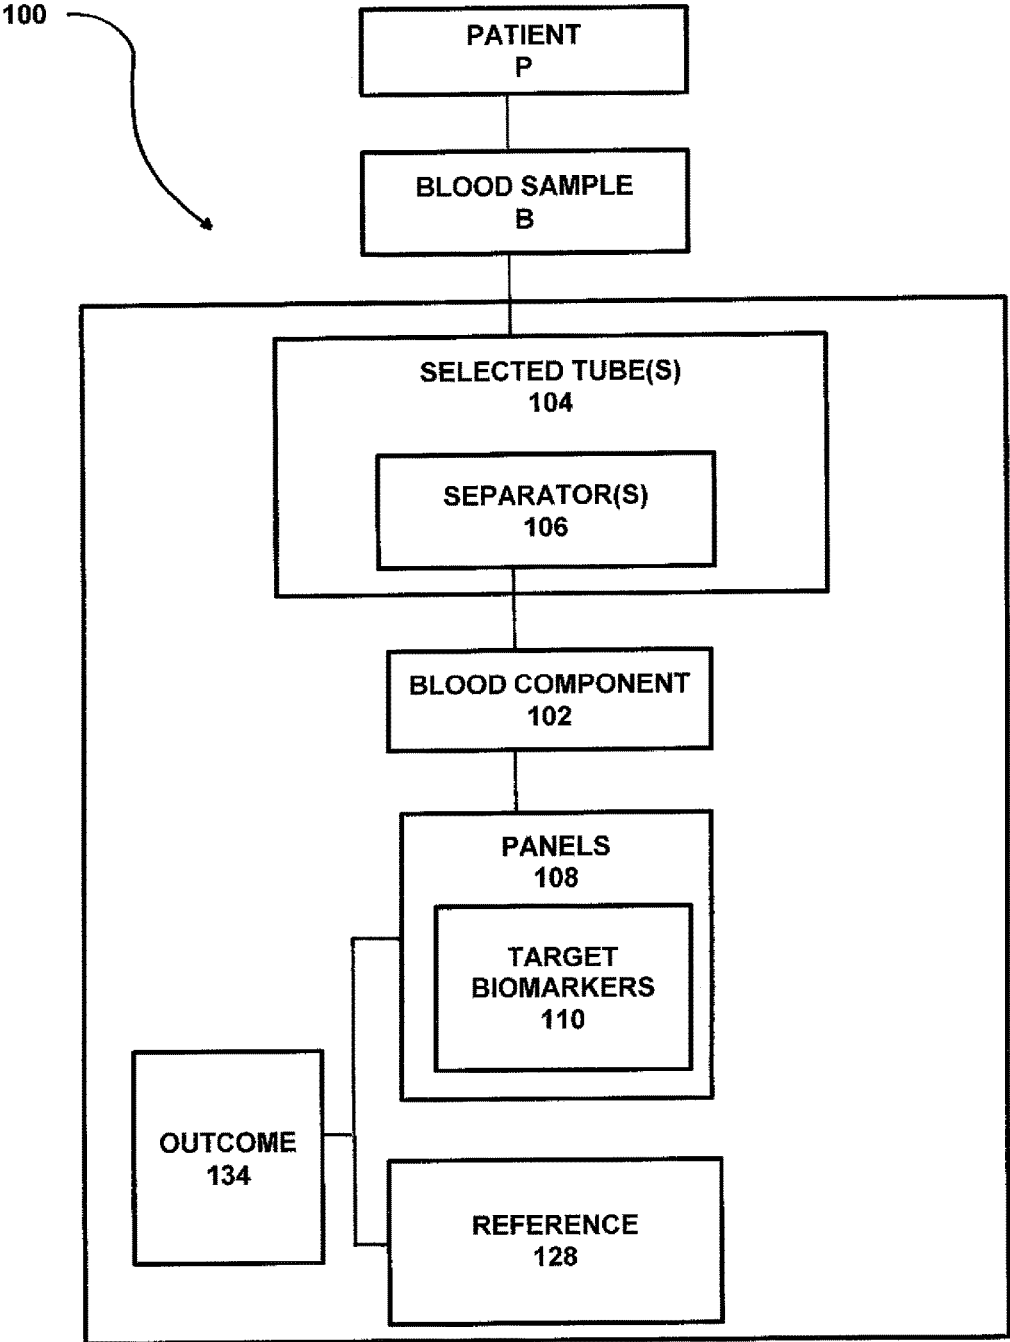 100
PATIENT
P
BLOOD SAMPLE
B
SELECTED TUBE(S)
104
SEPARATOR(S)
106
BLOOD COMPONENT
102
PANELS
108
TARGET
BIOMARKERS
110
OUTCOME
134
REFERENCE
128